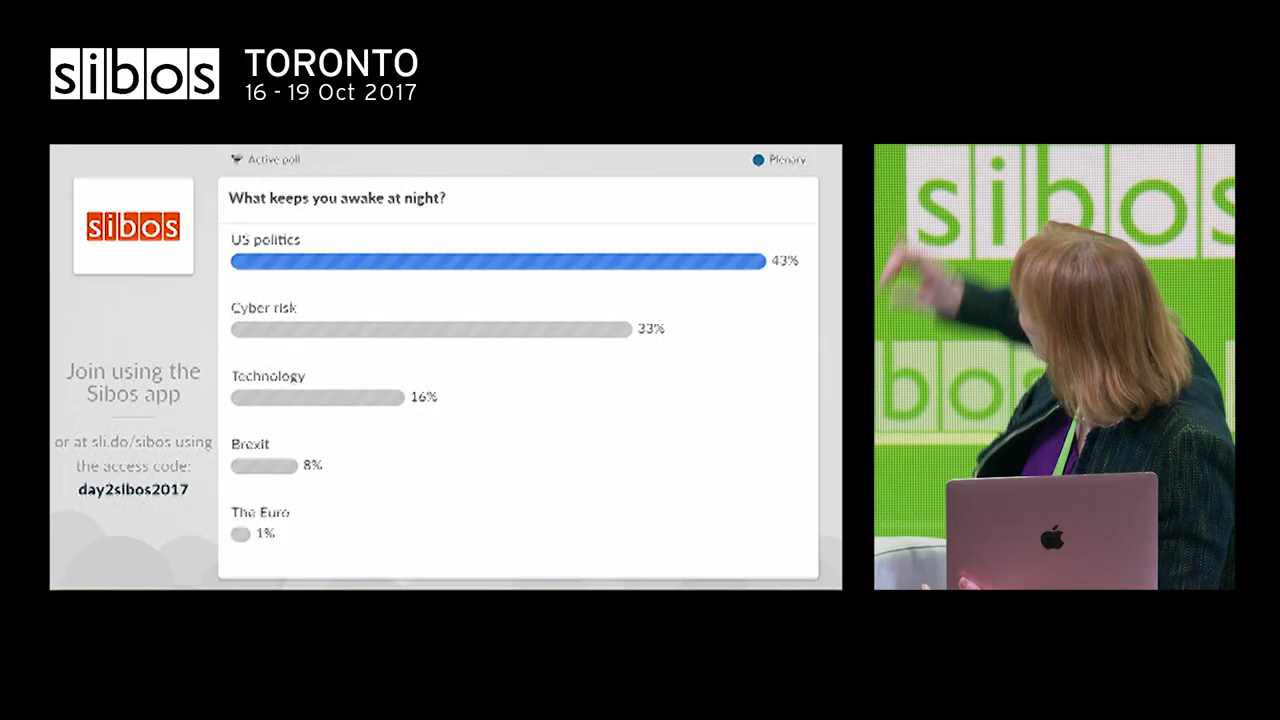 sibos
TORONTO
16 - 19 Oct 2017
Active poll
Plenary
sibos
What keeps you awake at night?
US politics
43%
Cyber risk
33%
Technology
16%
Brexit
8%
The Euro
1%
Join using the
Sibos app
or at sli.do/sibos using
the access code:
day2sibos2017
sibos
bos